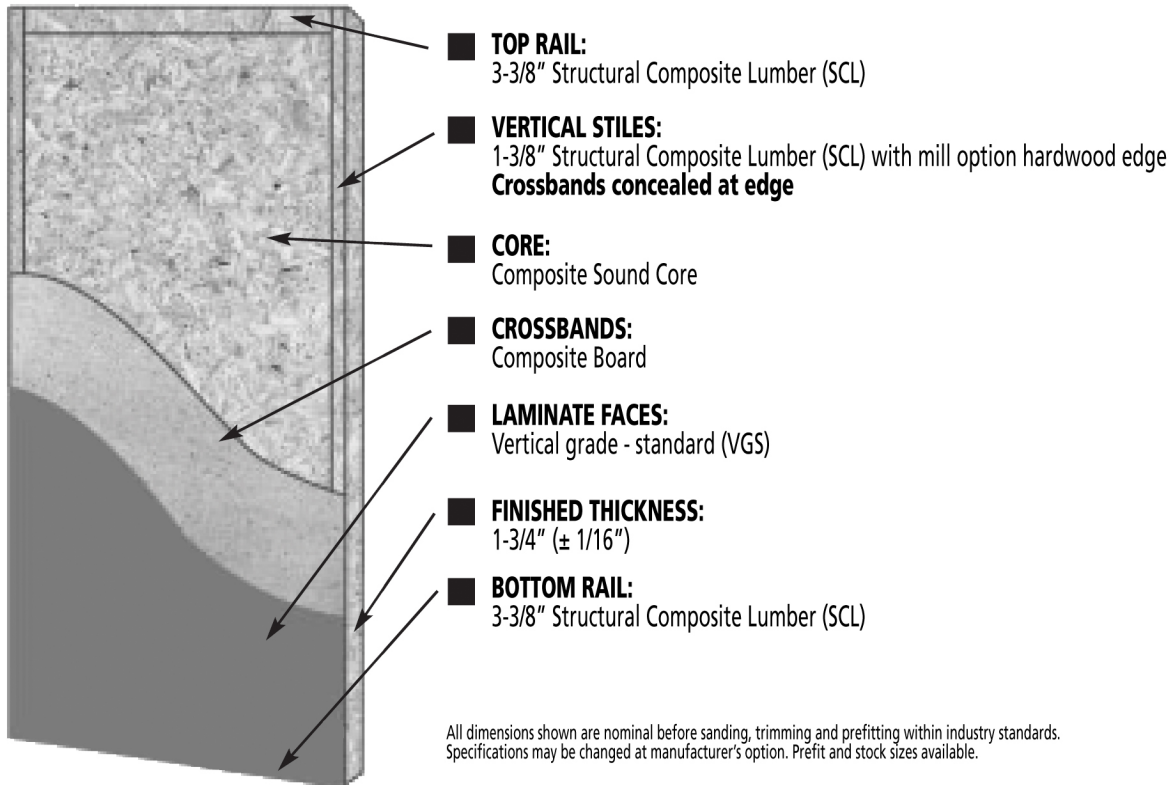 TOP RAIL:
3-3/8” Structural Composite Lumber (SCL)
VERTICAL STILES:
1-3/8” Structural Composite Lumber (SCL) with mill option hardwood edge
Crossbands concealed at edge
CORE:
Composite Sound Core
CROSSBANDS:
Composite Board
LAMINATE FACES:
Vertical grade - standard (VGS)
FINISHED THICKNESS:
1-3/4” (± 1/16”)
BOTTOM RAIL:
3-3/8” Structural Composite Lumber (SCL)
All dimensions shown are nominal before sanding, trimming and prefitting within industry standards.
Specifications may be changed at manufacturer’s option. Prefit and stock sizes available.